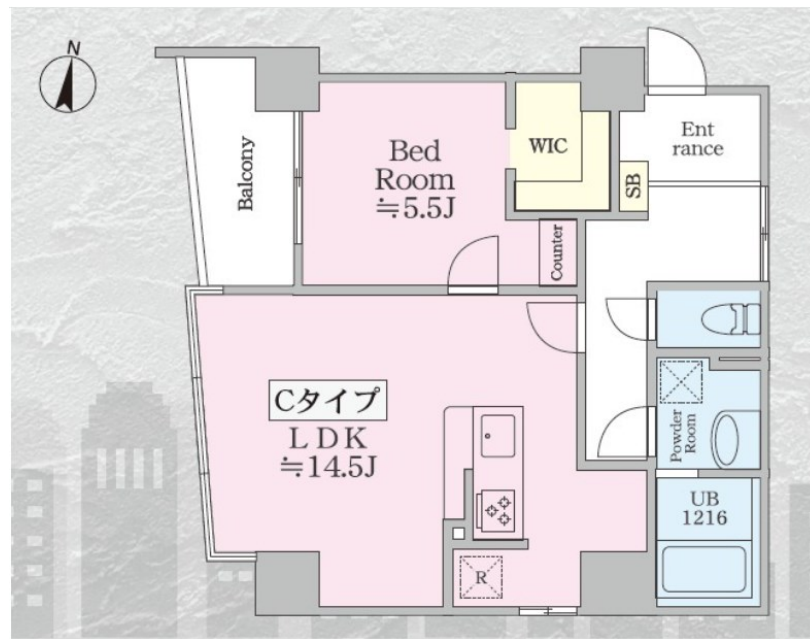 N
Balcony
Bed
Room
≒5.5J
WIC
Ent
rance
SB
Counter
Cタイプ
LDK
≒14.5J
Powder
Room
UB
1216
R